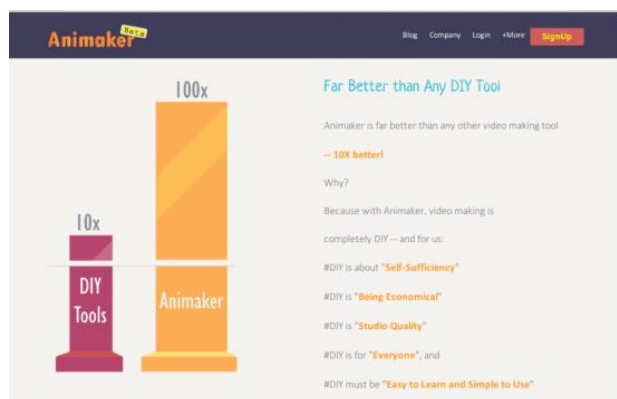 Animaker
Beta
Blog Company Login +More SignUp
100x
10x
DIY
Tools
Animaker
Far Better than Any DIY Tool
Animaker is far better than any other video making tool
-- 10X better!
Why?
Because with Animaker, video making is
completely DIY -- and for us:
#DIY is about "Self-Sufficiency"
#DIY is "Being Economical"
#DIY is "Studio Quality"
#DIY is for "Everyone", and
#DIY must be "Easy to Learn and Simple to Use"